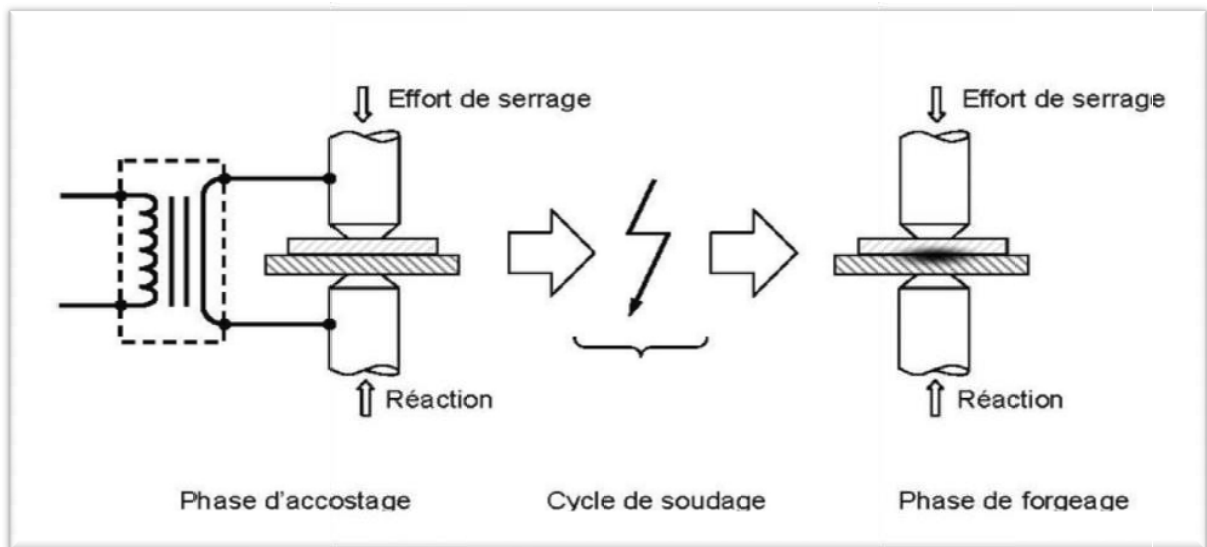 Effort de serrage
Effort de serrage
Réaction
Réaction
Phase d'accostage
Cycle de soudage
Phase de forgeage